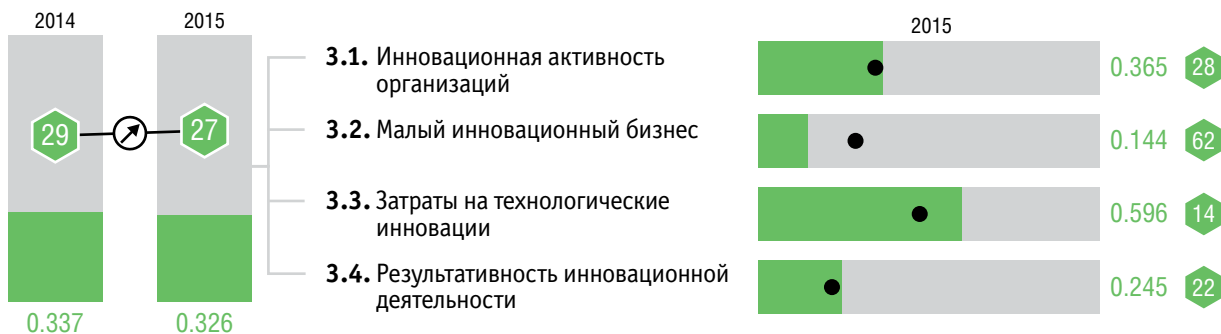 2014 2015 2015
3.1. Инновационная активность
организаций
0.365 28
29 27
3.2. Малый инновационный бизнес
0.144 62
3.3. Затраты на технологические
инновации
0.596 14
3.4. Результативность инновационной
деятельности
0.245 22
0.337 0.326